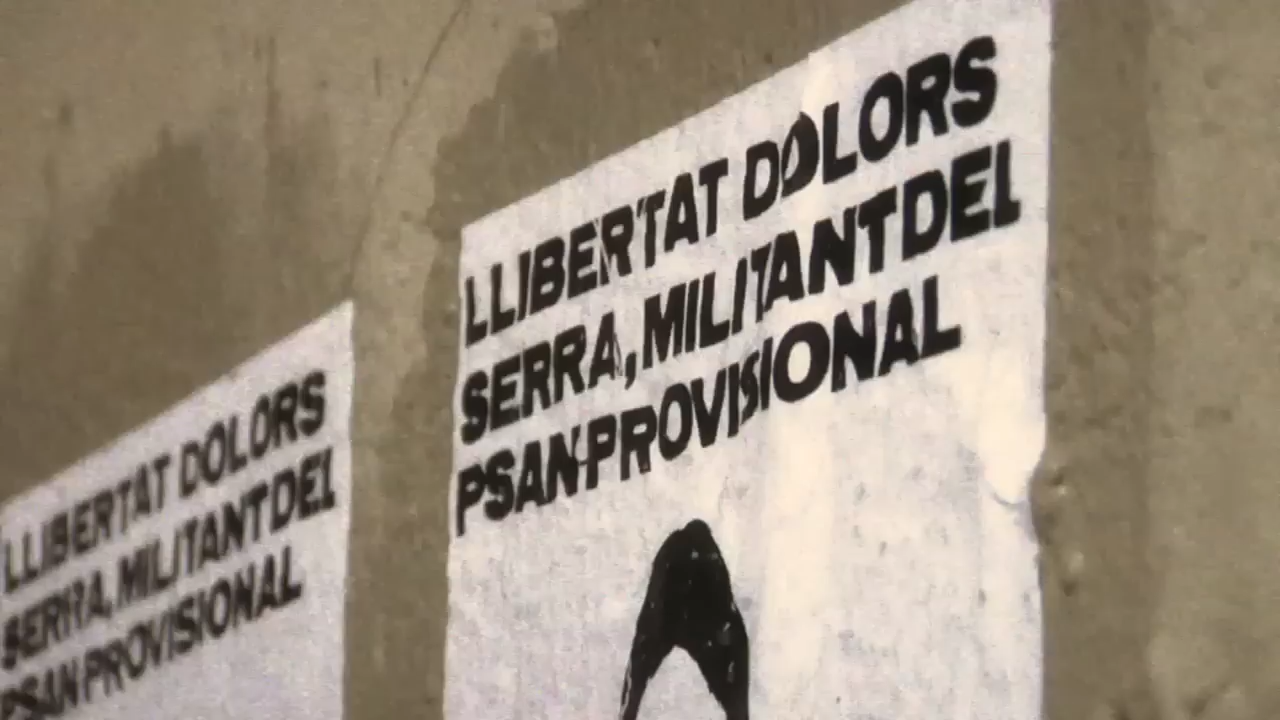 LLIBERTAT DOLORS
SERRA, MILITANT DEL
PSAN-PROVISIONAL
LLIBERTAT DOLORS
SERRA, MILITANT DEL
PSAN PROVISIONAL